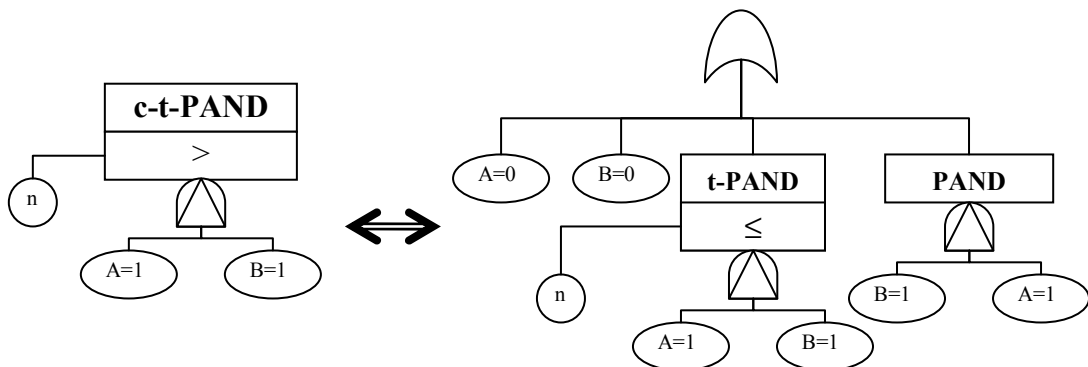 c-t-PAND
>
n
A=1
B=1
A=0
B=0
t-PAND
≤
n
A=1
B=1
PAND
B=1
A=1